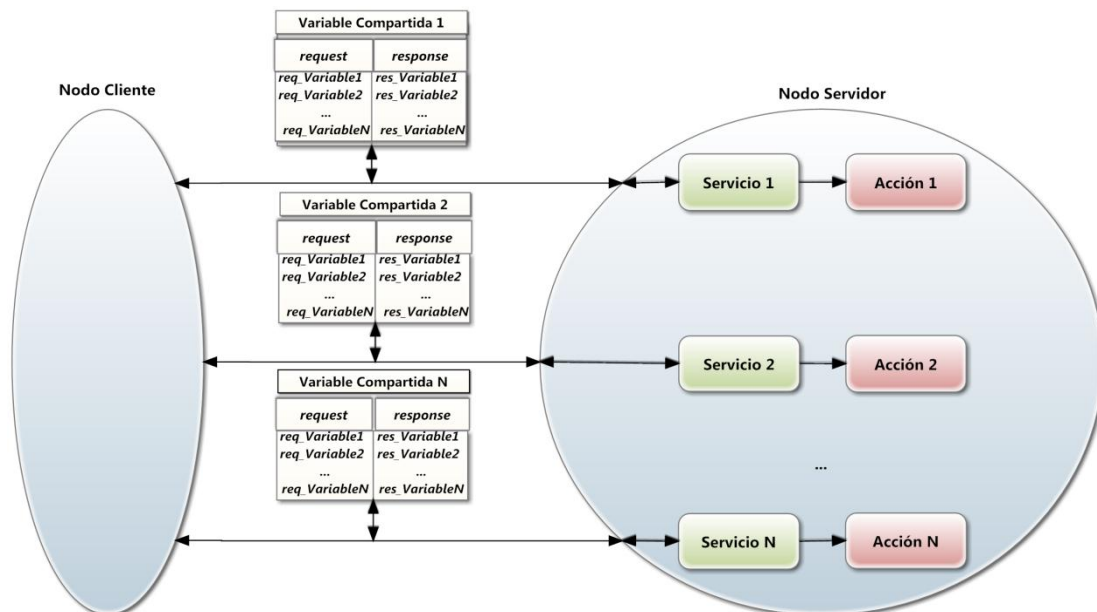 Nodo Cliente
Variable Compartida 1
request response
req_Variable1 res_Variable1
req_Variable2 res_Variable2
... ...
req_VariableN res_VariableN
Variable Compartida 2
request response
req_Variable1 res_Variable1
req_Variable2 res_Variable2
... ...
req_VariableN res_VariableN
Variable Compartida N
request response
req_Variable1 res_Variable1
req_Variable2 res_Variable2
... ...
req_VariableN res_VariableN
Nodo Servidor
Servicio 1 Acción 1
Servicio 2 Acción 2
...
Servicio N Acción N